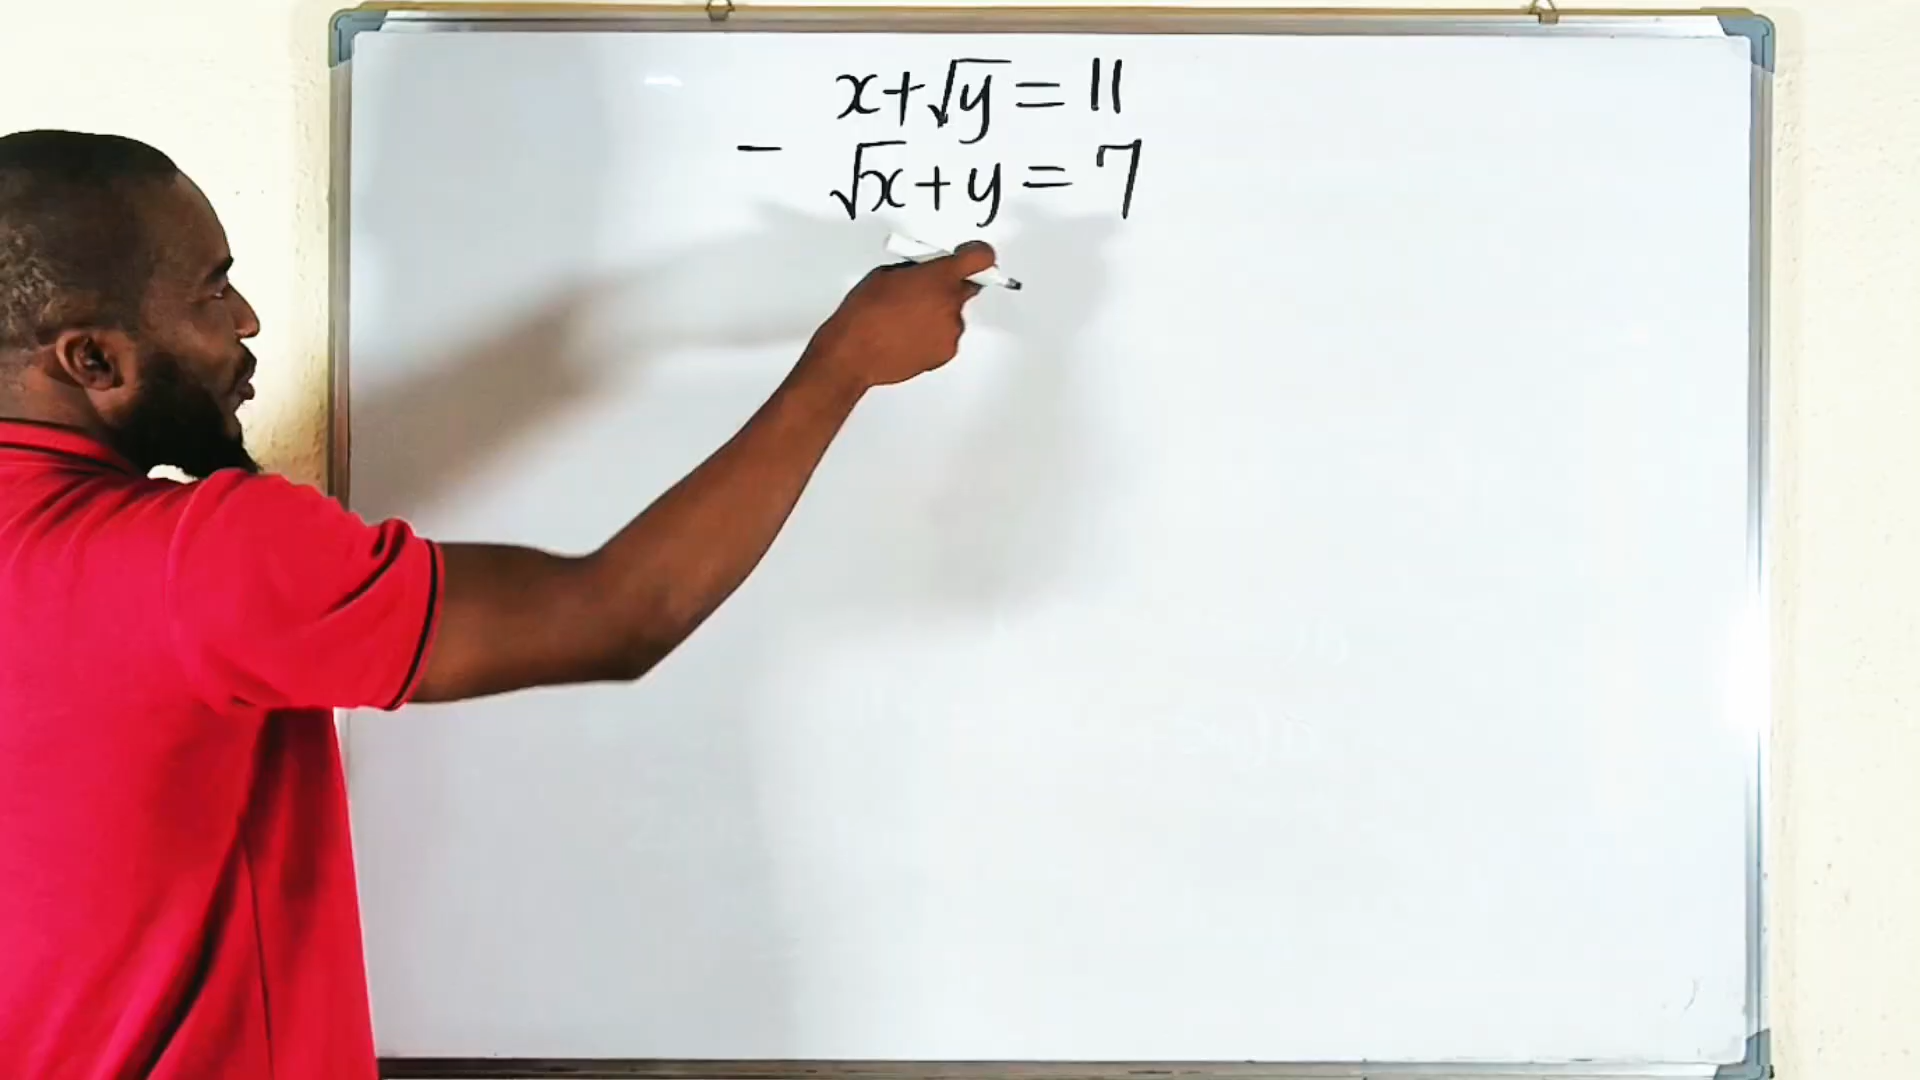 x+√y = 11
− √x+y = 7